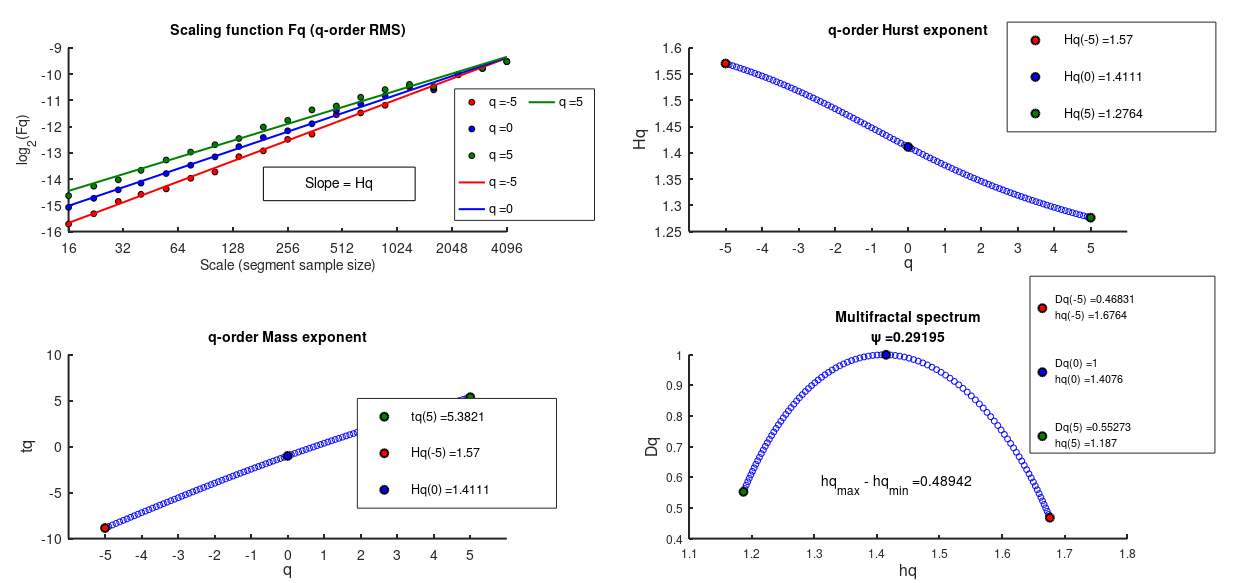 Scaling function Fq (q-order RMS)
-9
-10
-11
-12
-13
-14
-15
-16
log2(Fq)
16 32 64 128 256 512 1024 2048 4096
Scale (segment sample size)
Slope = Hq
q =-5
q =0
q =5
q =-5
q =0
q =5
q-order Hurst exponent
1.6
1.55
1.5
1.45
1.4
1.35
1.3
1.25
Hq
-5 -4 -3 -2 -1 0 1 2 3 4 5
q
Hq(-5) =1.57
Hq(0) =1.4111
Hq(5) =1.2764
q-order Mass exponent
10
5
0
-5
-10
tq
-5 -4 -3 -2 -1 0 1 2 3 4 5
q
tq(5) =5.3821
Hq(-5) =1.57
Hq(0) =1.4111
Multifractal spectrum
ψ =0.29195
1
0.9
0.8
0.7
0.6
0.5
0.4
Dq
1.1 1.2 1.3 1.4 1.5 1.6 1.7 1.8
hq
hqmax - hqmin =0.48942
Dq(-5) =0.46831
hq(-5) =1.6764
Dq(0) =1
hq(0) =1.4076
Dq(5) =0.55273
hq(5) =1.187